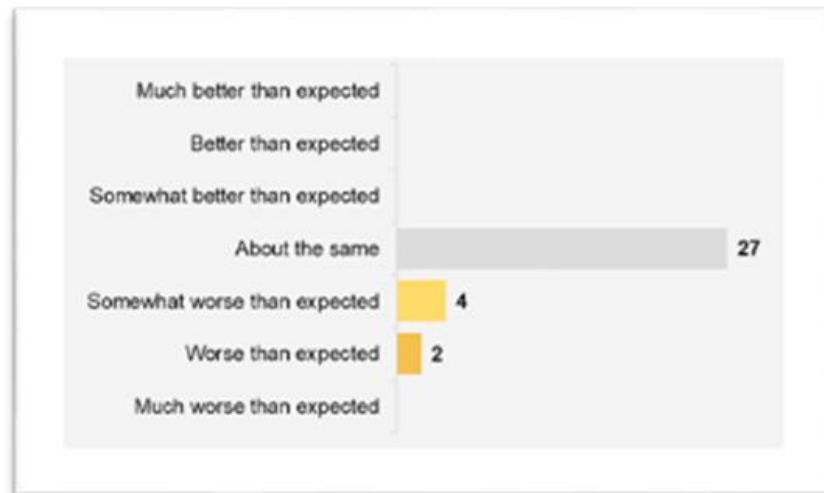 Much better than expected
Better than expected
Somewhat better than expected
About the same 27
Somewhat worse than expected 4
Worse than expected 2
Much worse than expected